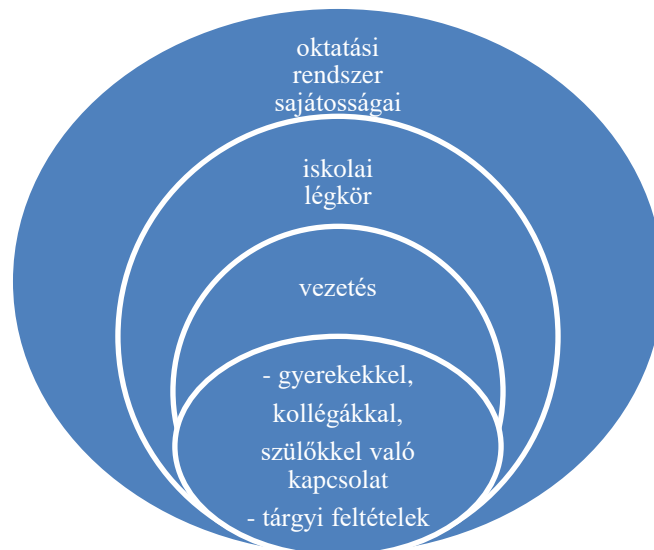 oktatási
rendszer
sajátosságai
iskolai
légkör
vezetés
- gyerekekkel,
kollégákkal,
szülőkkel való
kapcsolat
- tárgyi feltételek